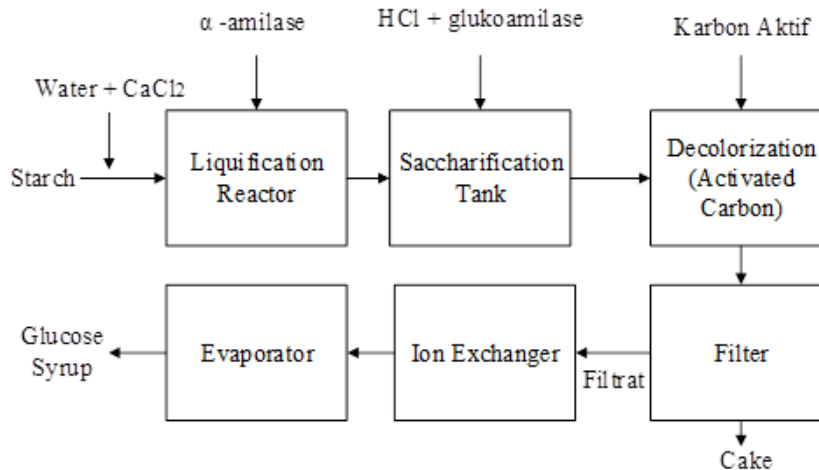 α -amilase
HCl + glukoamilase
Karbon Aktif
Water + CaCl2
Starch
Liquification
Reactor
Saccharification
Tank
Decolorization
(Activated
Carbon)
Glucose
Syrup
Evaporator
Ion Exchanger
Filtrat
Filter
Cake